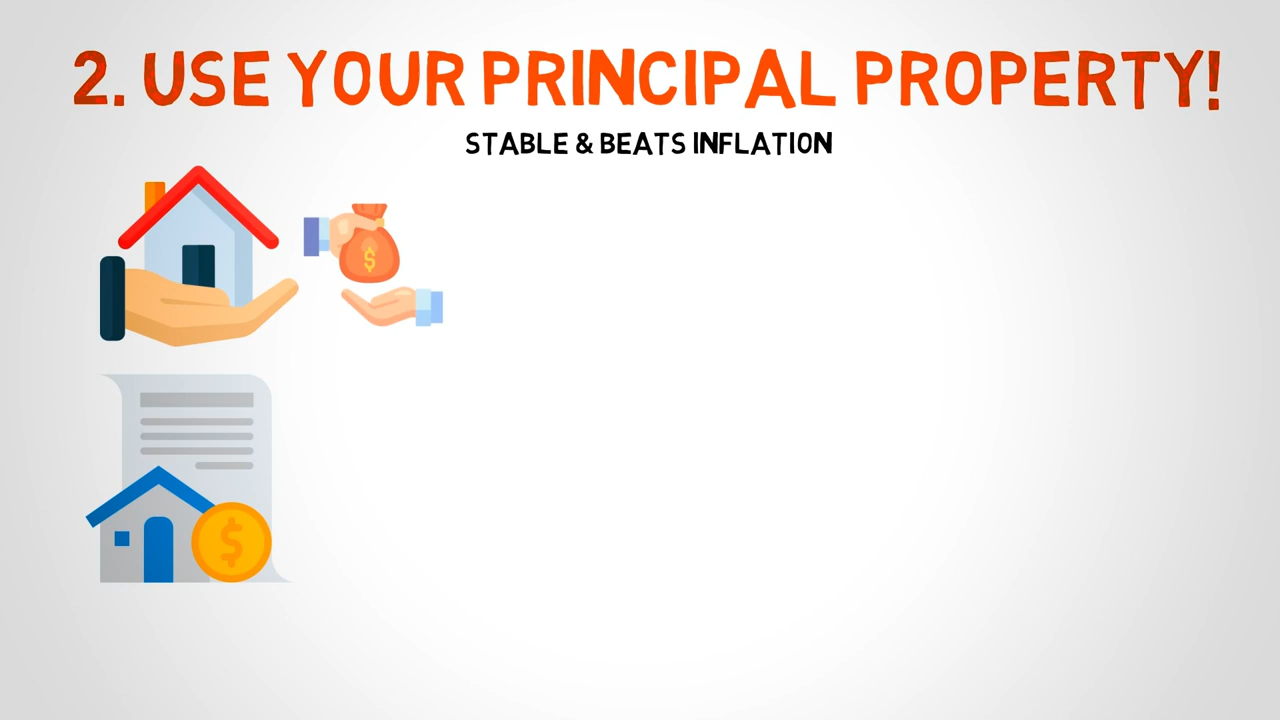 2. USE YOUR PRINCIPAL PROPERTY!
STABLE & BEATS INFLATION
$
$